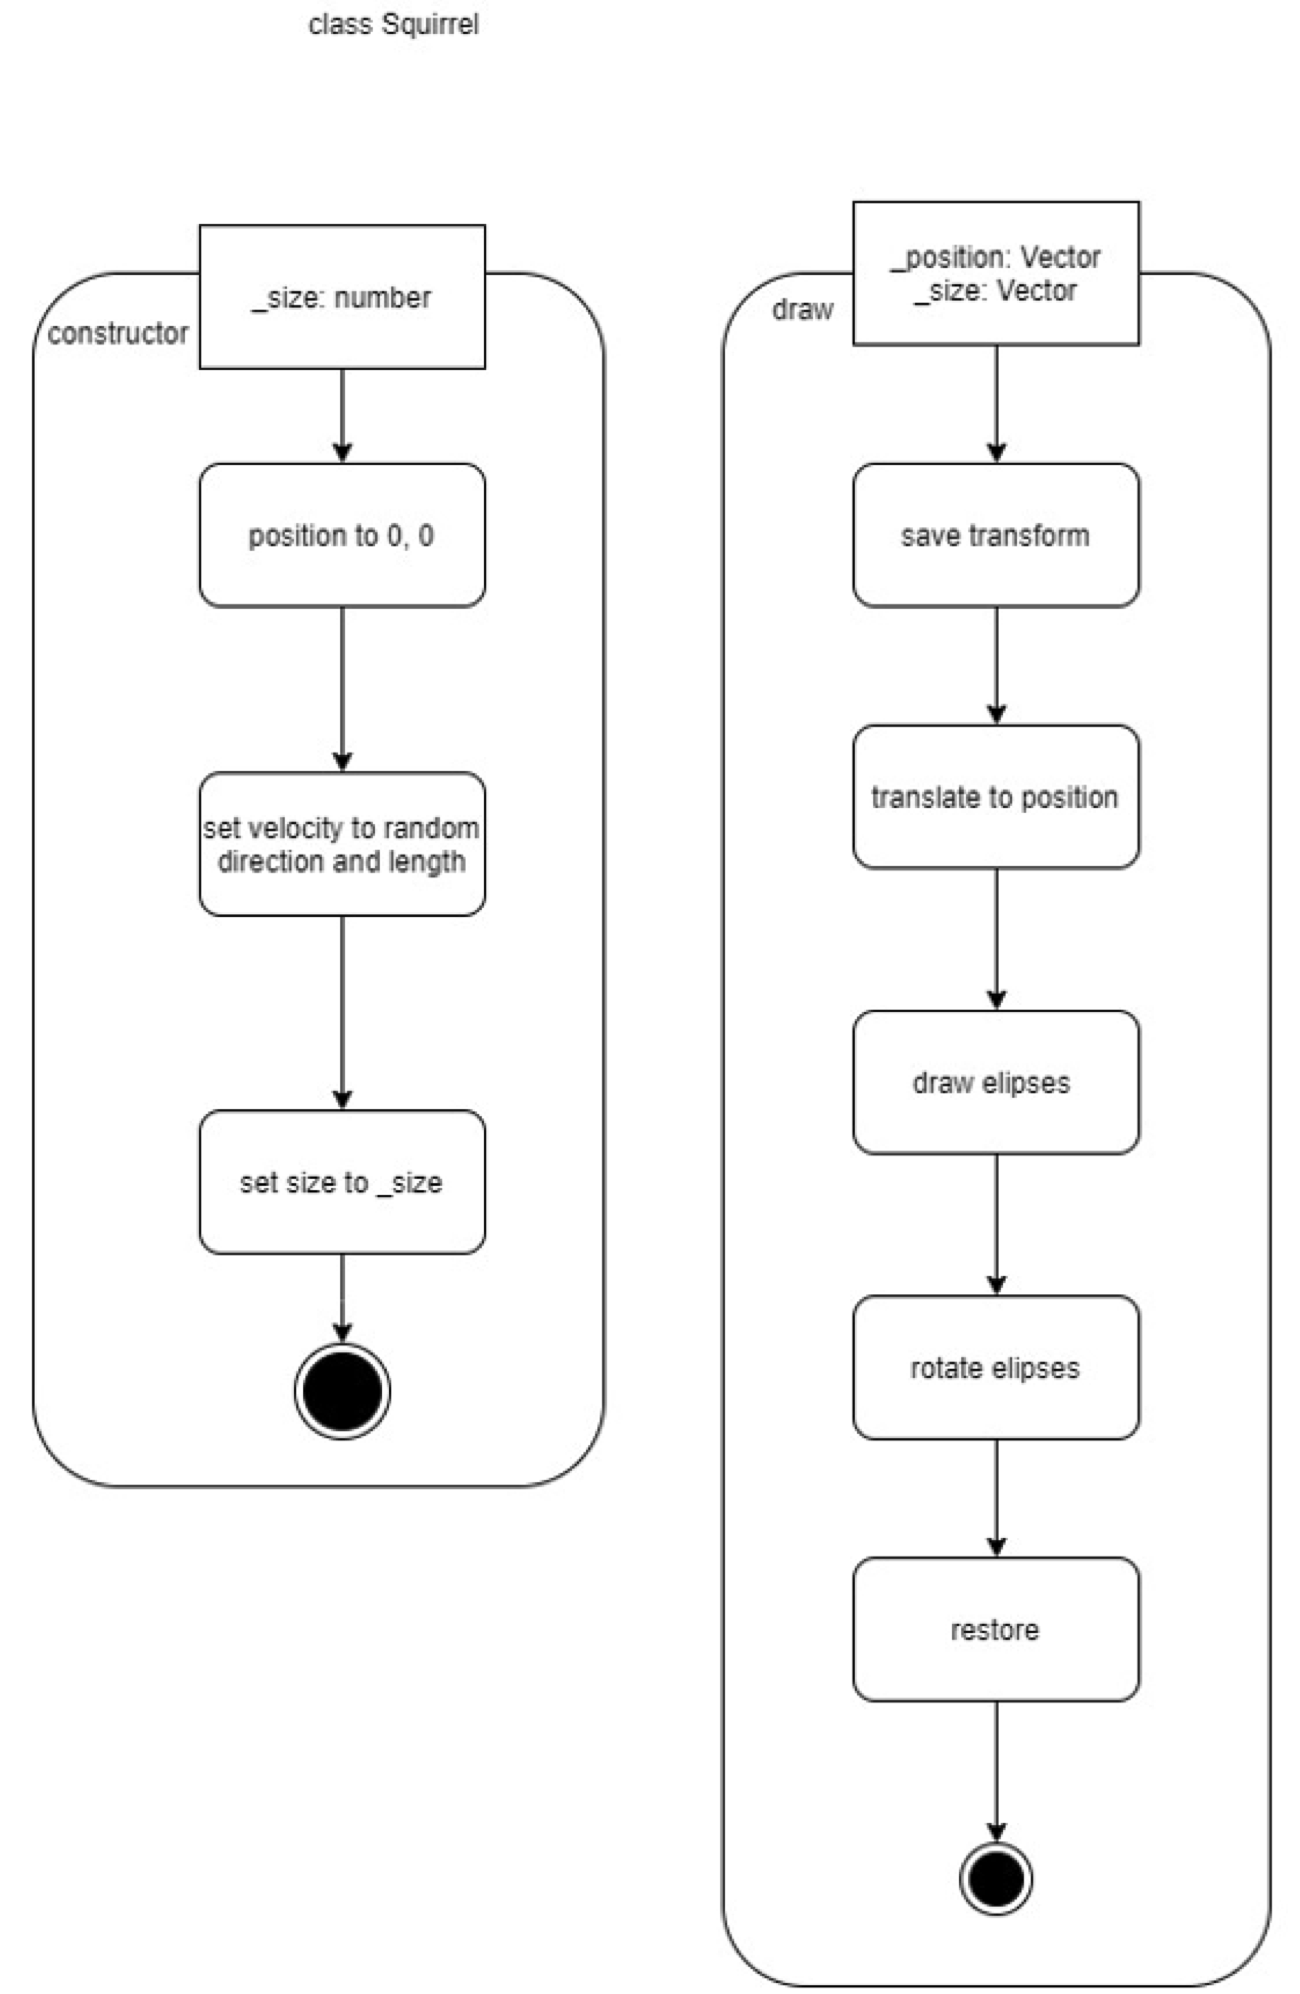 class Squirrel
_size: number
constructor
position to 0, 0
set velocity to random
direction and length
set size to _size
_position: Vector
_size: Vector
draw
save transform
translate to position
draw elipses
rotate elipses
restore